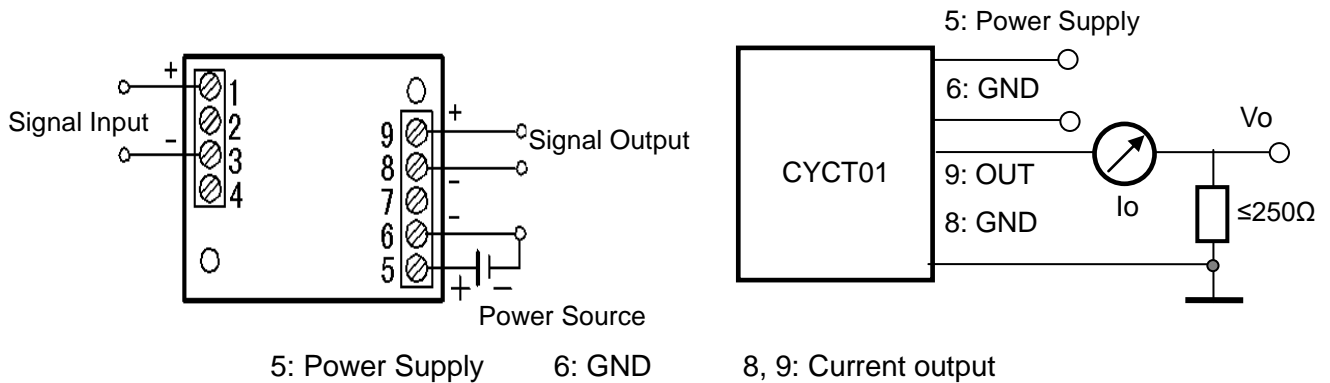 +
1
Signal Input
2
-
3
4
+
9
Signal Output
8
-
7
-
6
5
+ -
Power Source
5: Power Supply
6: GND
CYCT01
9: OUT
Io
8: GND
Vo
≤250Ω
5: Power Supply 6: GND 8, 9: Current output